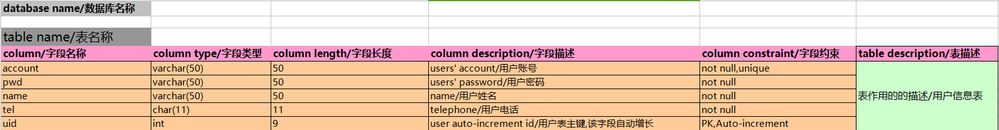 database name/数据库名称
table name/表名称
column/字段名称 column type/字段类型 column length/字段长度 column description/字段描述 column constraint/字段约束 table description/表描述
account varchar(50) 50 users' account/用户账号 not null,unique
pwd varchar(50) 50 users' password/用户密码 not null
name varchar(50) 50 name/用户姓名 not null 表作用的的描述/用户信息表
tel char(11) 11 telephone/用户电话 not null
uid int 9 user auto-increment id/用户表主键,该字段自动增长 PK,Auto-increment